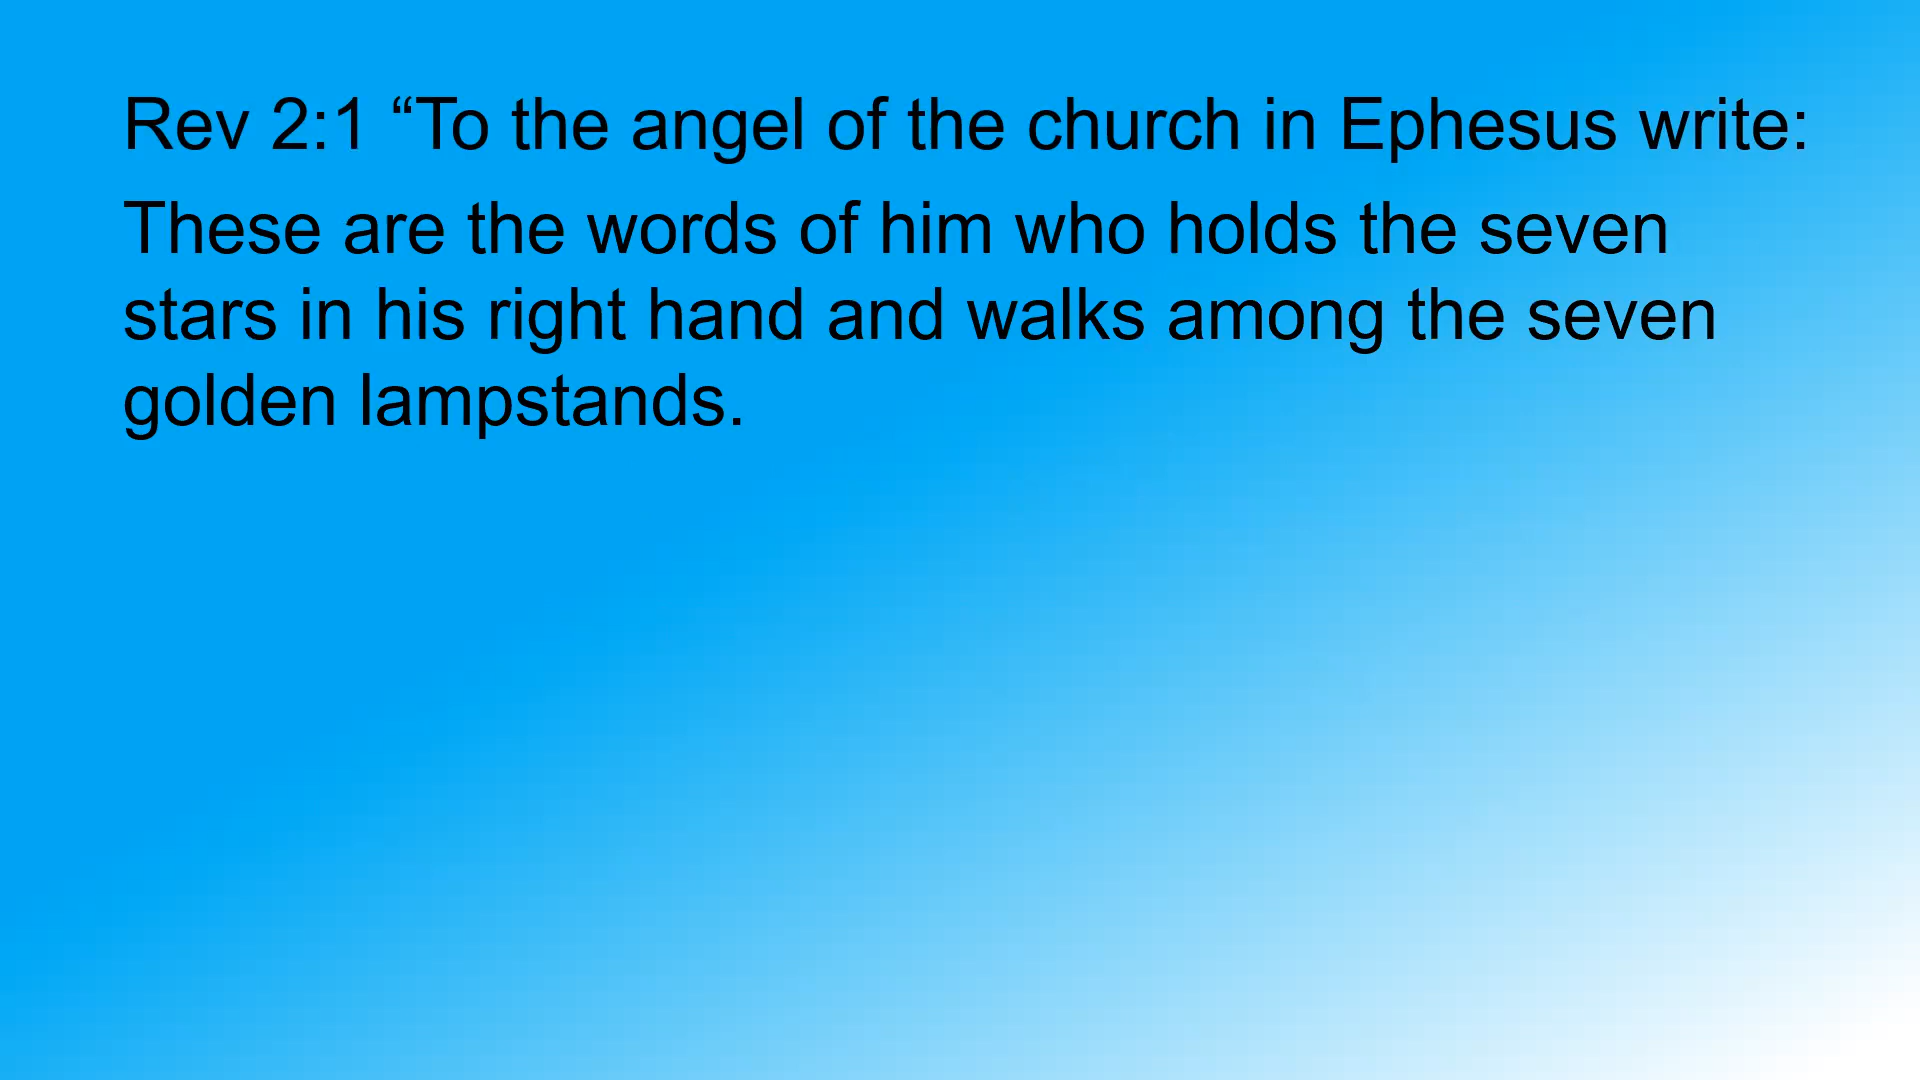 Rev 2:1 “To the angel of the church in Ephesus write:
These are the words of him who holds the seven
stars in his right hand and walks among the seven
golden lampstands.